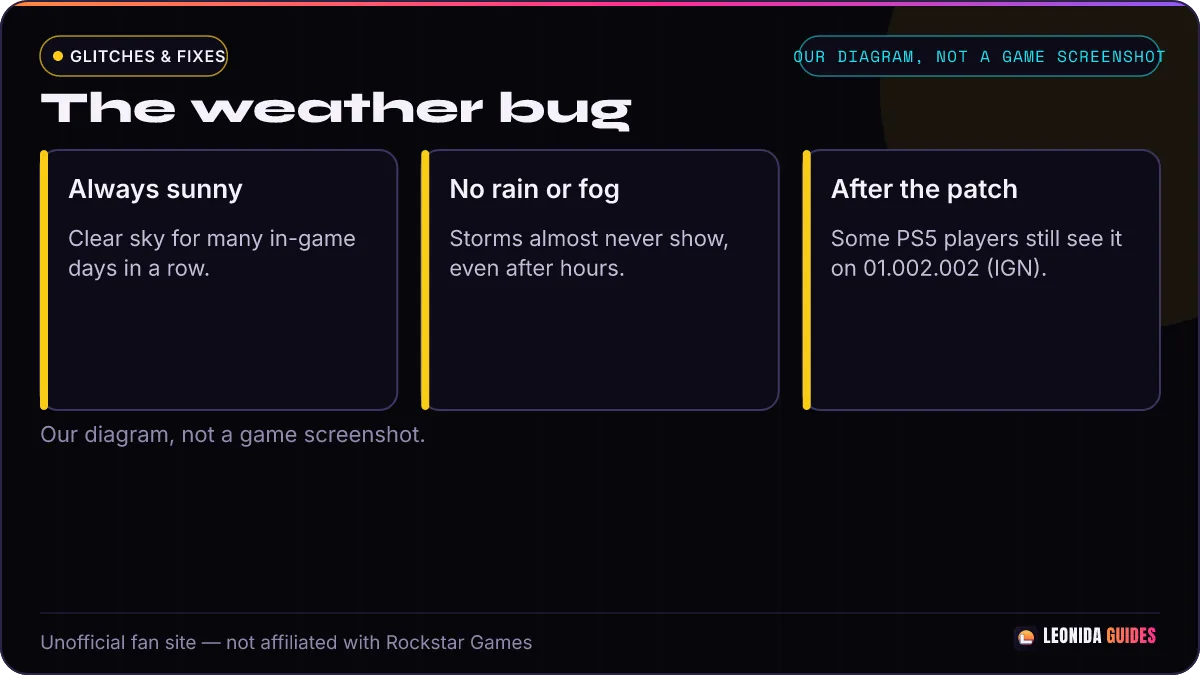 GLITCHES & FIXES
OUR DIAGRAM, NOT A GAME SCREENSHOT
The weather bug
Always sunny
Clear sky for many in-game
days in a row.
No rain or fog
Storms almost never show,
even after hours.
After the patch
Some PS5 players still see it
on 01.002.002 (IGN).
Our diagram, not a game screenshot.
Unofficial fan site — not affiliated with Rockstar Games
LEONIDA GUIDES